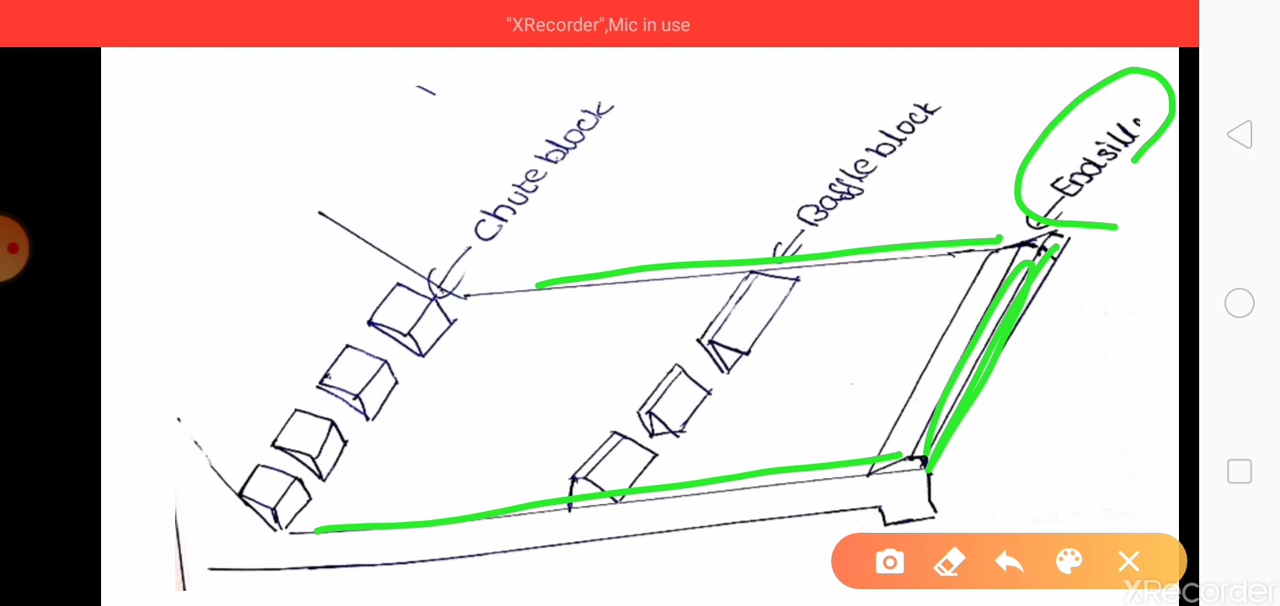 "XRecorder",Mic in use
Chute block
Baffle block
Endsill
XRecorder